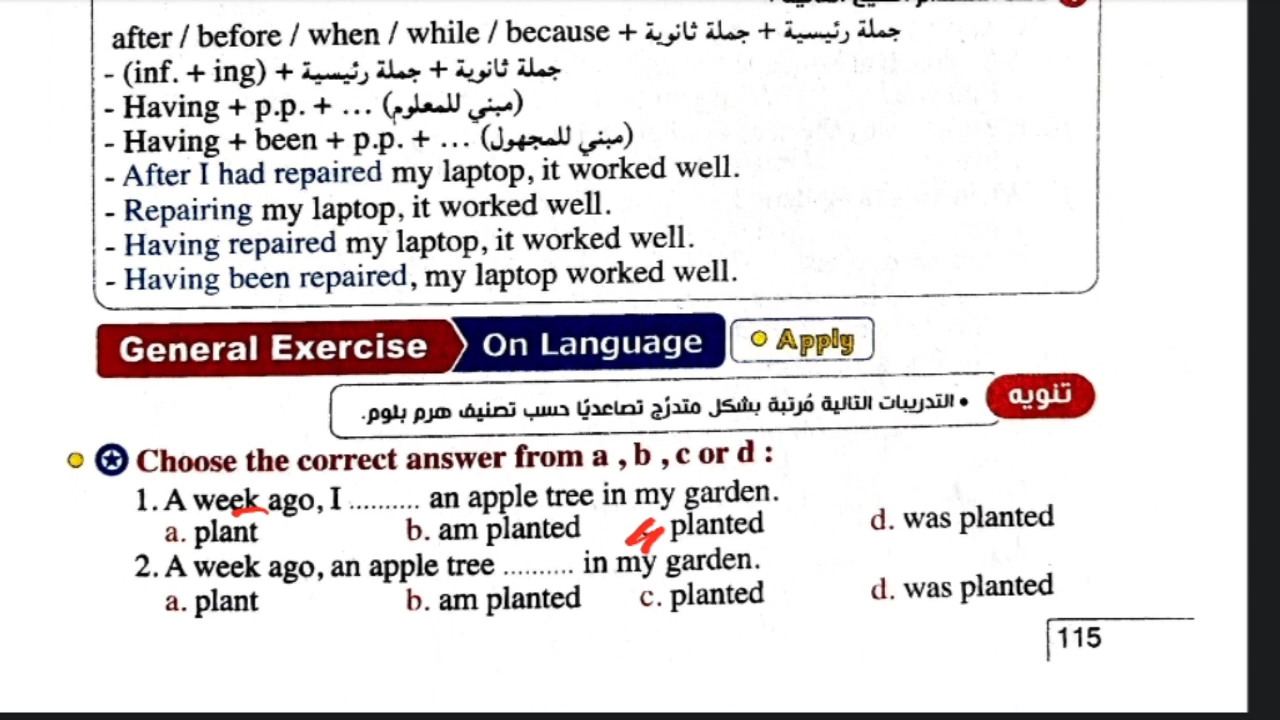 after / before / when / while / because + جملة ثانوية + جملة رئيسية
- (inf. + ing) + جملة ثانوية + جملة رئيسية
- Having + p.p. + ... (مبني للمعلوم)
- Having + been + p.p. + ... (مبني للمجهول)
- After I had repaired my laptop, it worked well.
- Repairing my laptop, it worked well.
- Having repaired my laptop, it worked well.
- Having been repaired, my laptop worked well.
General Exercise On Language Apply
تنويه
• التدريبات التالية مُرتبة بشكل متدرِّج تصاعديًا حسب تصنيف هرم بلوم.
Choose the correct answer from a , b , c or d :
1. A week ago, I .......... an apple tree in my garden.
a. plant b. am planted planted d. was planted
2. A week ago, an apple tree .......... in my garden.
a. plant b. am planted c. planted d. was planted
115